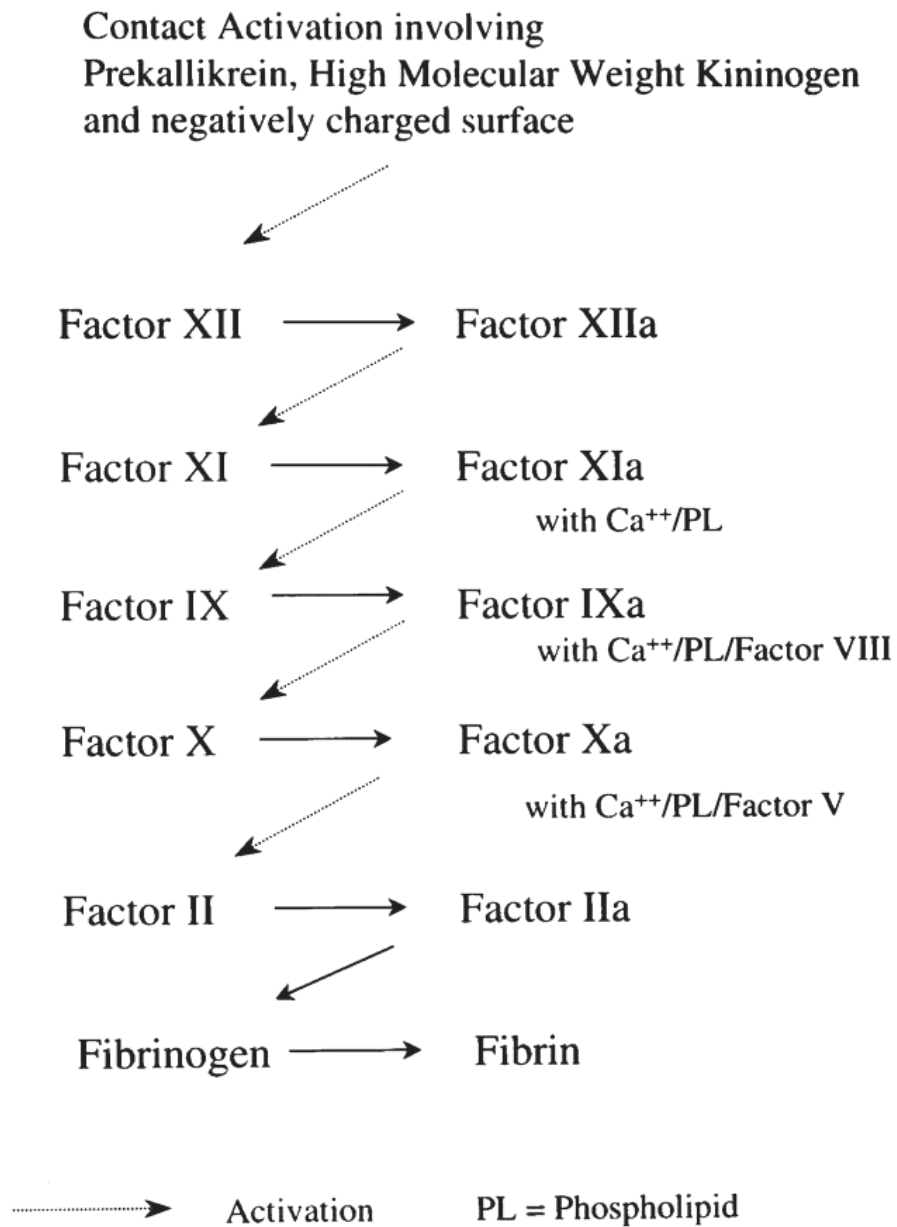 Contact Activation involving
Prekallikrein, High Molecular Weight Kininogen
and negatively charged surface
Factor XII Factor XIIa
Factor XI Factor XIa
with Ca⁺⁺/PL
Factor IX Factor IXa
with Ca⁺⁺/PL/Factor VIII
Factor X Factor Xa
with Ca⁺⁺/PL/Factor V
Factor II Factor IIa
Fibrinogen Fibrin
Activation PL = Phospholipid